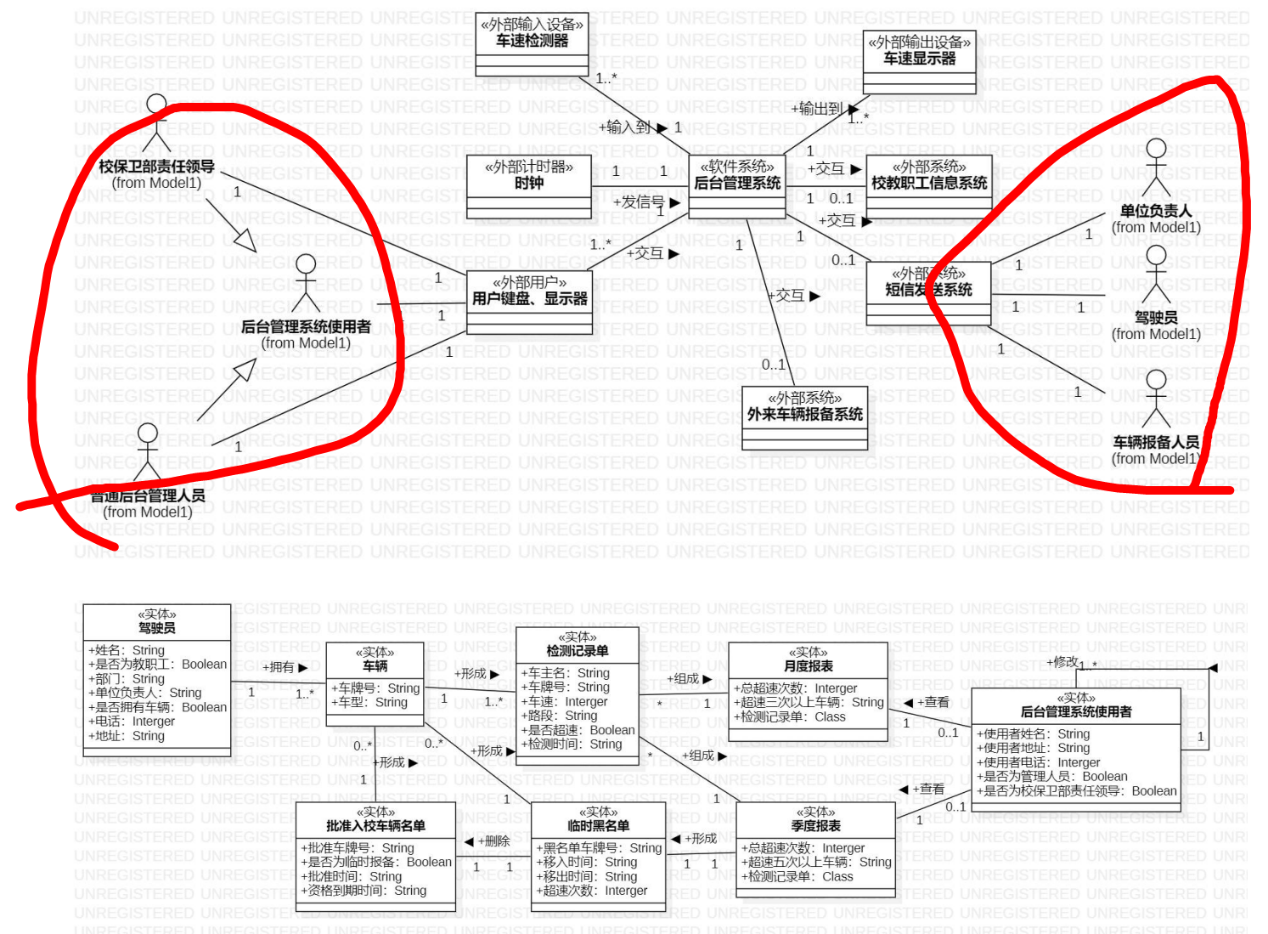 «外部输入设备»
车速检测器
«外部输出设备»
车速显示器
1..*
+输出到 ▶
1..*
+输入到 ▶ 1
校保卫部责任领导
(from Model1)
1
«外部计时器»
时钟
1
1
+发信号 ▶
«软件系统»
后台管理系统
1
+交互 ▶
1 0..1
«外部系统»
校教职工信息系统
单位负责人
(from Model1)
1
1
1..*
+交互 ▶
1
1
+交互 ▶
0..1
1
+交互 ▶
0..1
后台管理系统使用者
(from Model1)
«外部用户»
用户键盘、显示器
1
1
1
«外部系统»
短信发送系统
1
1
驾驶员
(from Model1)
1
1
«外部系统»
外来车辆报备系统
车辆报备人员
(from Model1)
1
普通后台管理人员
(from Model1)
«实体»
驾驶员
+姓名: String
+是否为教职工: Boolean
+部门: String
+单位负责人: String
+是否拥有车辆: Boolean
+电话: Interger
+地址: String
+拥有 ▶
1 1..*
«实体»
车辆
+车牌号: String
+车型: String
+形成 ▶
1 1..*
«实体»
检测记录单
+车主名: String
+车牌号: String
+车速: Interger
+路段: String
+是否超速: Boolean
+检测时间: String
+组成 ▶
* 1
«实体»
月度报表
+总超速次数: Interger
+超速三次以上车辆: String
+检测记录单: Class
◀ +查看
1 0..1
+修改 1..*
1
«实体»
后台管理系统使用者
+使用者姓名: String
+使用者地址: String
+使用者电话: Interger
+是否为管理人员: Boolean
+是否为校保卫部责任领导: Boolean
0..*
+形成 ▶
1
0..*
+形成 ▶
1
*
+组成 ▶
1
◀ +查看
1 0..1
«实体»
批准入校车辆名单
+批准车牌号: String
+是否为临时报备: Boolean
+批准时间: String
+资格到期时间: String
◀ +删除
1 1
«实体»
临时黑名单
+黑名单车牌号: String
+移入时间: String
+移出时间: String
+超速次数: Interger
◀ +形成
1 1
«实体»
季度报表
+总超速次数: Interger
+超速五次以上车辆: String
+检测记录单: Class